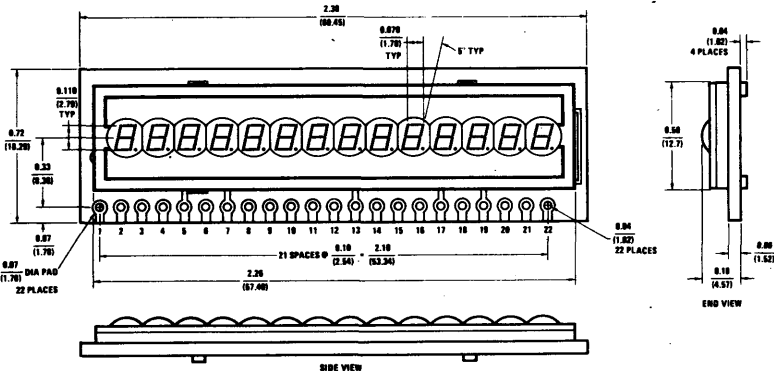 2.38
(60.45)
0.070
(1.78)
TYP
5° TYP
0.04
(1.02)
4 PLACES
0.110
(2.79)
TYP
0.72
(18.29)
0.33
(8.38)
0.50
(12.7)
0.07
(1.78)
1 2 3 4 5 6 7 8 9 10 11 12 13 14 15 16 17 18 19 20 21 22
21 SPACES @ 0.10 = 2.10
(2.54) (53.34)
0.04
(1.02)
22 PLACES
0.07 DIA PAD
(1.78)
22 PLACES
2.26
(57.40)
(1.52)
0.18
(4.57)
END VIEW
SIDE VIEW